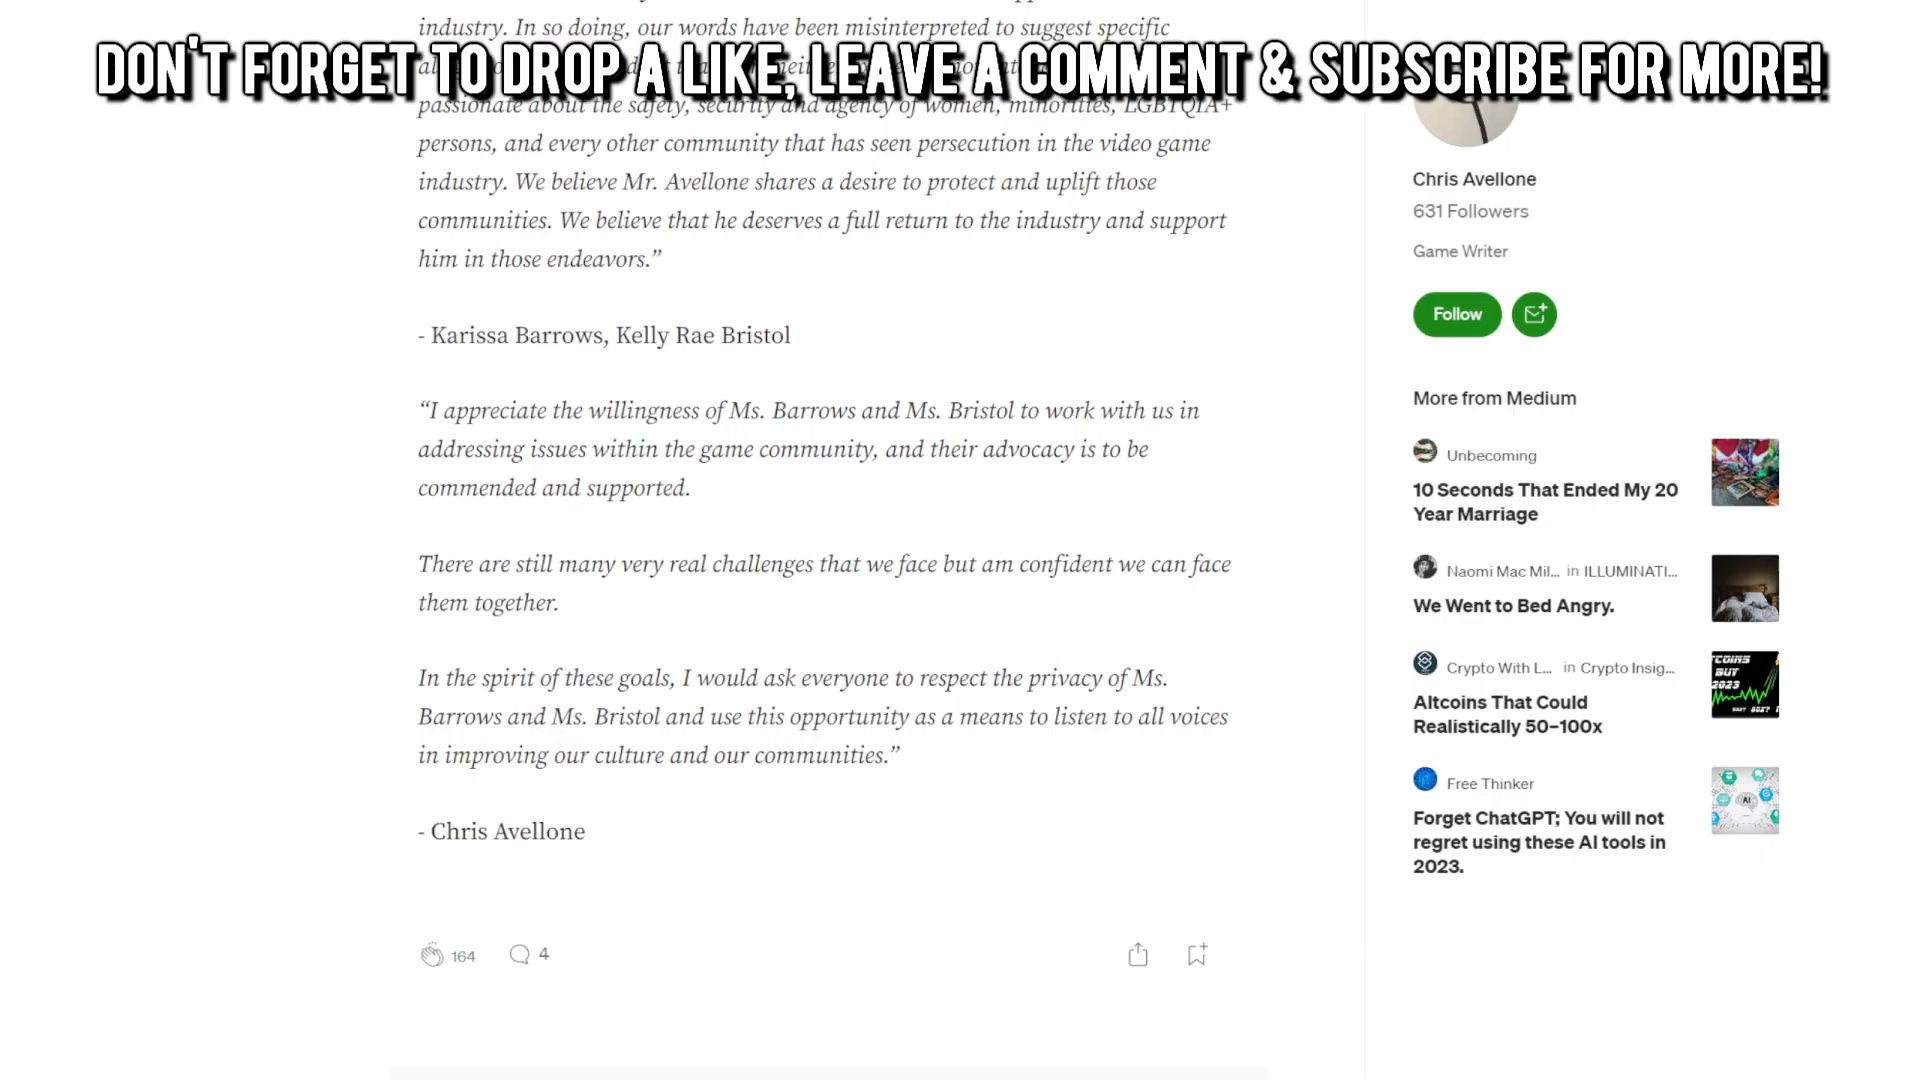 industry. In so doing, our words have been misinterpreted to suggest specific
DON'T FORGET TO DROP A LIKE, LEAVE A COMMENT & SUBSCRIBE FOR MORE!
passionate about the safety, security and agency of women, minorities, LGBTQIA+
persons, and every other community that has seen persecution in the video game
industry. We believe Mr. Avellone shares a desire to protect and uplift those
communities. We believe that he deserves a full return to the industry and support
him in those endeavors.”
- Karissa Barrows, Kelly Rae Bristol
“I appreciate the willingness of Ms. Barrows and Ms. Bristol to work with us in
addressing issues within the game community, and their advocacy is to be
commended and supported.
There are still many very real challenges that we face but am confident we can face
them together.
In the spirit of these goals, I would ask everyone to respect the privacy of Ms.
Barrows and Ms. Bristol and use this opportunity as a means to listen to all voices
in improving our culture and our communities.”
- Chris Avellone
164
4
Chris Avellone
631 Followers
Game Writer
Follow
More from Medium
Unbecoming
10 Seconds That Ended My 20
Year Marriage
Naomi Mac Mil... in ILLUMINATI...
We Went to Bed Angry.
Crypto With L... in Crypto Insig...
Altcoins That Could
Realistically 50–100x
TCOINS
BUT
2023
Free Thinker
Forget ChatGPT; You will not
regret using these AI tools in
2023.
AI